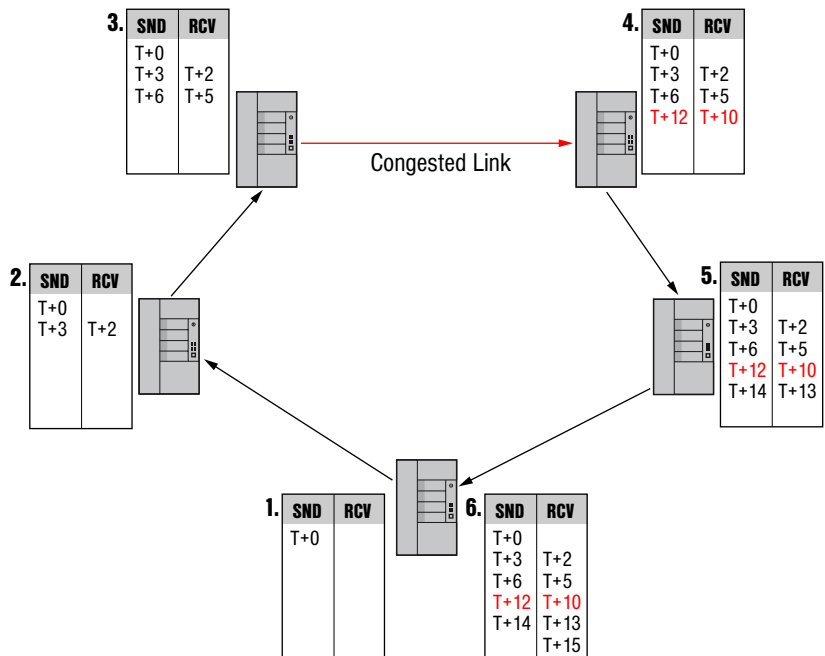 3. SND RCV
T+0
T+3 T+2
T+6 T+5
4. SND RCV
T+0
T+3 T+2
T+6 T+5
T+12 T+10
Congested Link
2. SND RCV
T+0
T+3 T+2
5. SND RCV
T+0
T+3 T+2
T+6 T+5
T+12 T+10
T+14 T+13
1. SND RCV
T+0
6. SND RCV
T+0
T+3 T+2
T+6 T+5
T+12 T+10
T+14 T+13
T+15